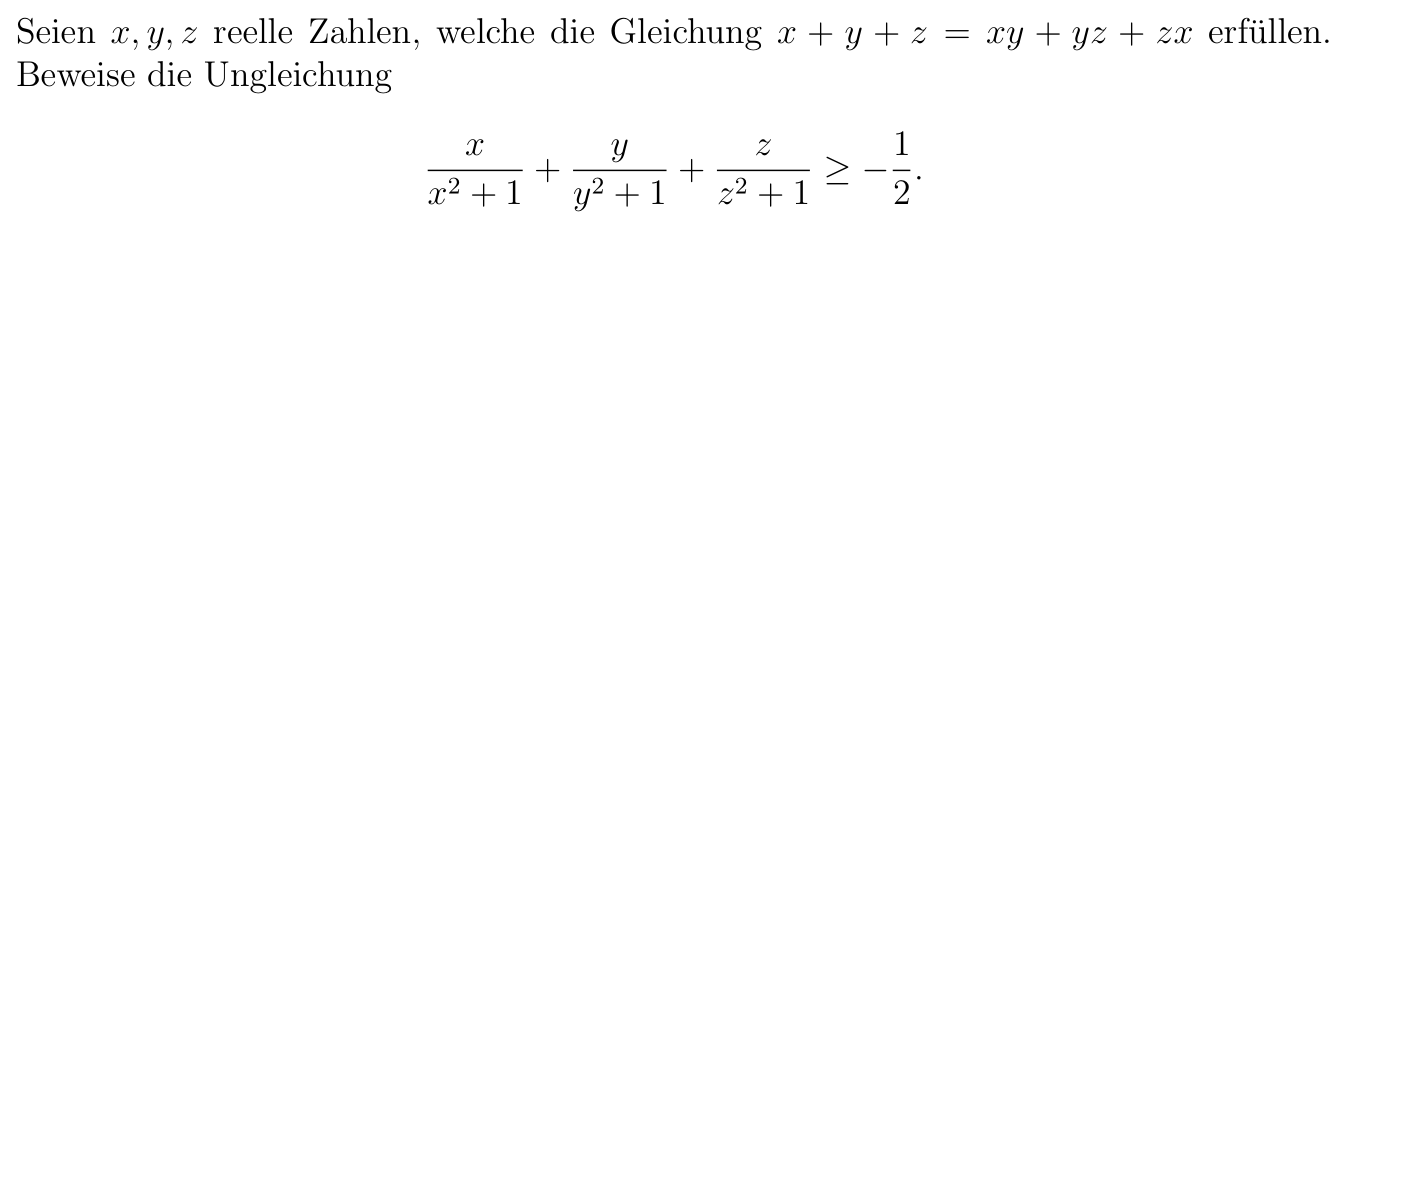 Seien $x, y, z$ reelle Zahlen, welche die Gleichung $x + y + z = xy + yz + zx$ erfüllen.
Beweise die Ungleichung
$$\frac{x}{x^2 + 1} + \frac{y}{y^2 + 1} + \frac{z}{z^2 + 1} \geq -\frac{1}{2}.$$